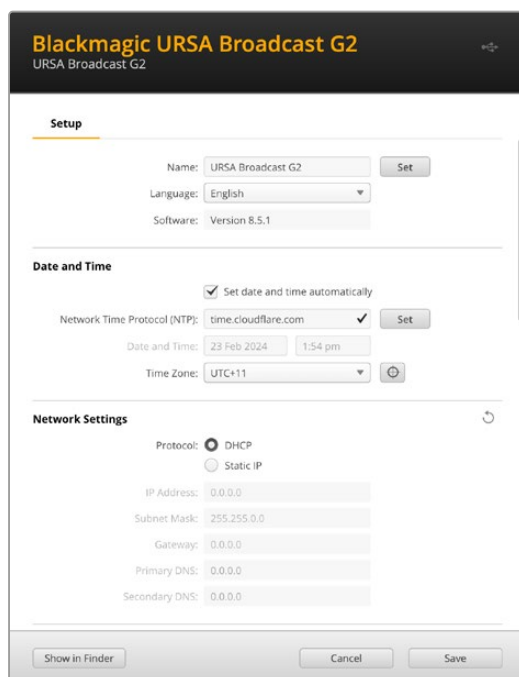 Blackmagic URSA Broadcast G2
URSA Broadcast G2
Setup
Name: URSA Broadcast G2 Set
Language: English
Software: Version 8.5.1
Date and Time
Set date and time automatically
Network Time Protocol (NTP): time.cloudflare.com Set
Date and Time: 23 Feb 2024 1:54 pm
Time Zone: UTC+11
Network Settings
Protocol: DHCP
Static IP
IP Address: 0.0.0.0
Subnet Mask: 255.255.0.0
Gateway: 0.0.0.0
Primary DNS: 0.0.0.0
Secondary DNS: 0.0.0.0
Show in Finder Cancel Save